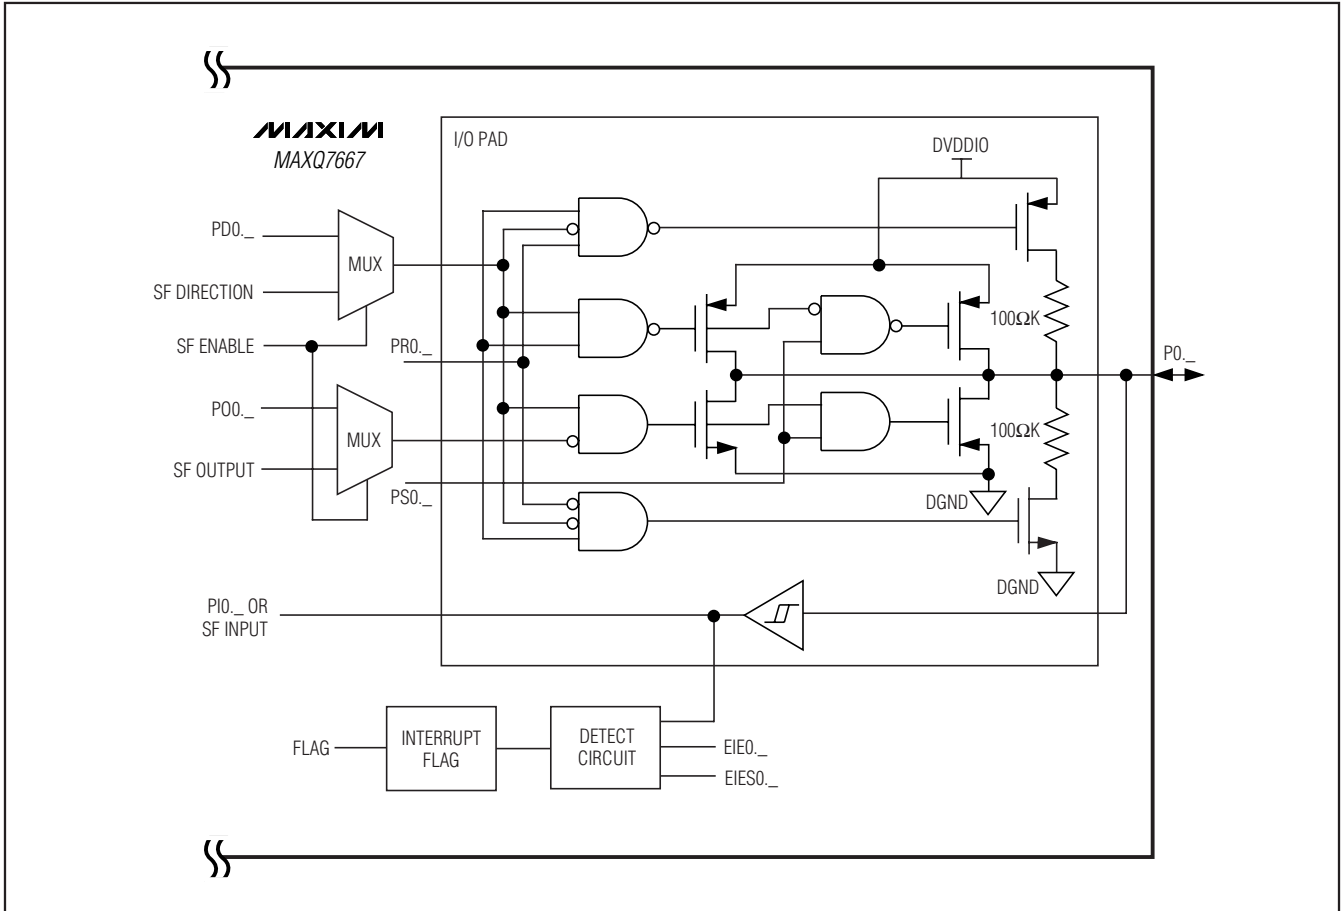 MAXIM
MAXQ7667
I/O PAD
DVDDIO
PD0._
MUX
SF DIRECTION
SF ENABLE
PR0._
100ΩK
P0._
PO0._
MUX
SF OUTPUT
PS0._
100ΩK
DGND
DGND
PI0._ OR
SF INPUT
FLAG
INTERRUPT
FLAG
DETECT
CIRCUIT
EIE0._
EIES0._